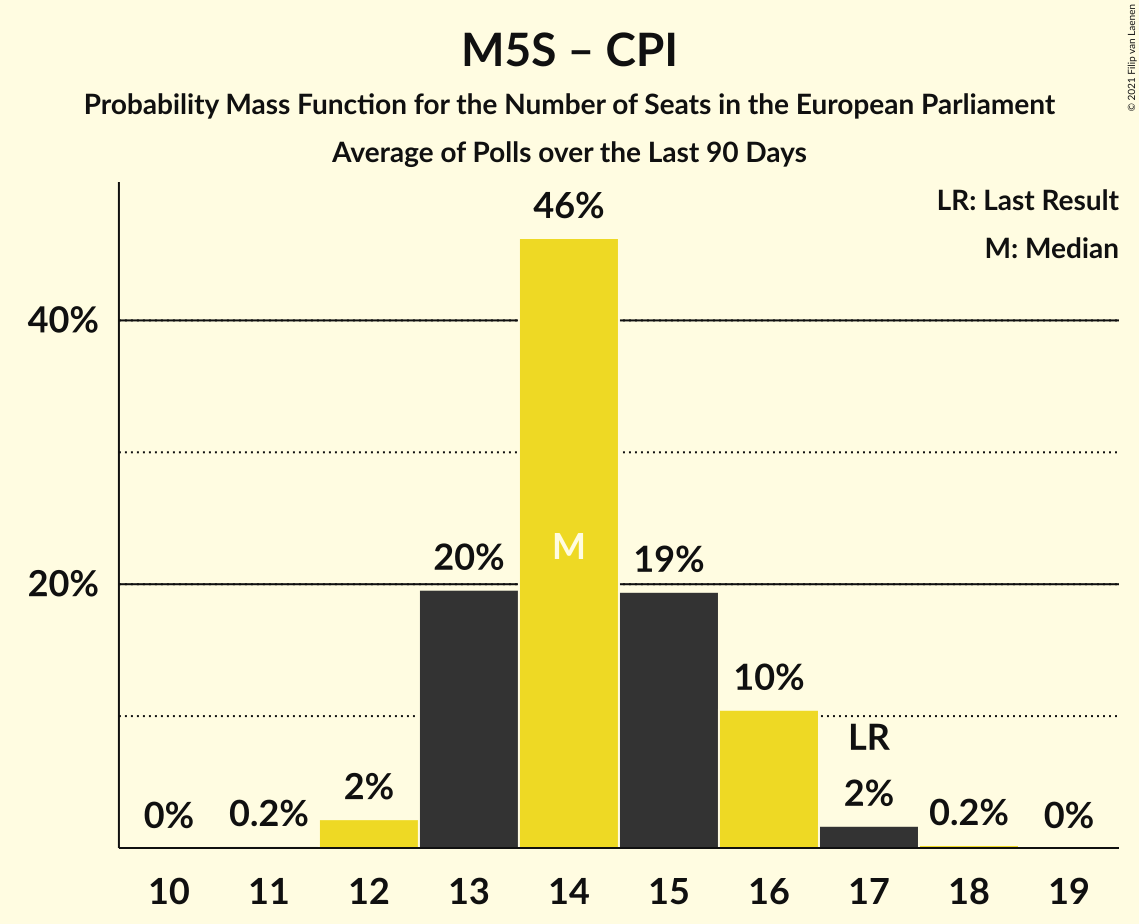 M5S – CPI
Probability Mass Function for the Number of Seats in the European Parliament
Average of Polls over the Last 90 Days
© 2021 Filip van Laenen
LR: Last Result
M: Median
46%
40%
20%
M
19%
20%
10%
LR
2%
2%
0%
0.2%
0.2%
0%
10 11 12 13 14 15 16 17 18 19